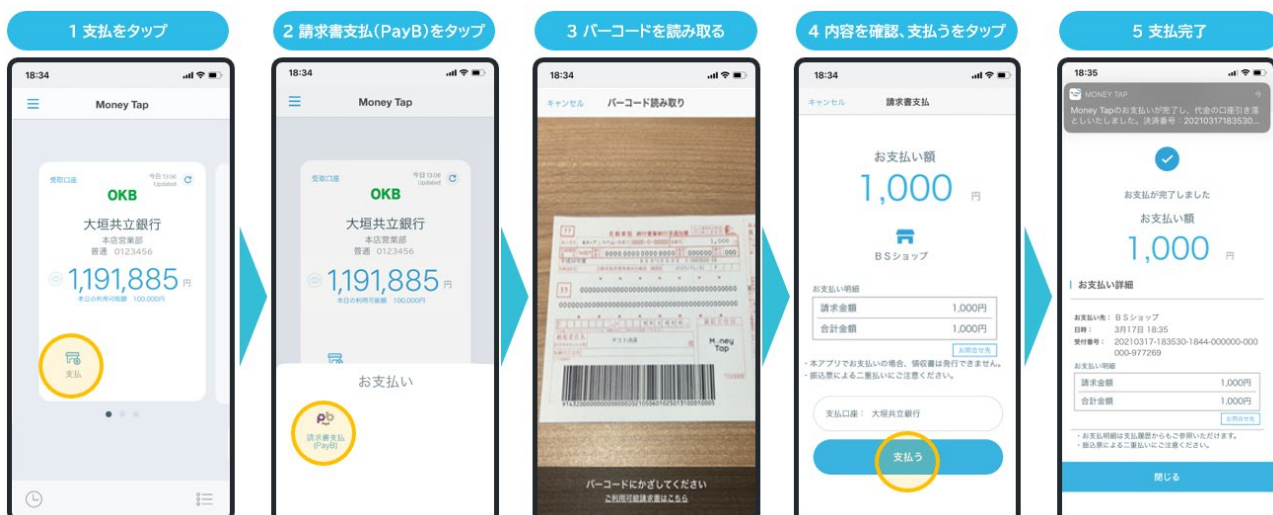 1 支払をタップ
18:34
Money Tap
受取口座
今日 13:06
Updated
OKB
大垣共立銀行
本店営業部
普通 0123456
1,191,885 円
本日の利用可能額 100,000円
支払
2 請求書支払(PayB)をタップ
18:34
Money Tap
受取口座
今日 13:06
Updated
OKB
大垣共立銀行
本店営業部
普通 0123456
1,191,885 円
本日の利用可能額 100,000円
お支払い
pb
請求書支払
(PayB)
3 バーコードを読み取る
18:34
キャンセル
バーコード読み取り
1,000
Money
Tap
バーコードにかざしてください
ご利用可能請求書はこちら
4 内容を確認、支払うをタップ
18:34
キャンセル
請求書支払
お支払い額
1,000 円
BSショップ
お支払い明細
請求金額 1,000円
合計金額 1,000円
お問合せ先
・本アプリでお支払いの場合、領収書は発行できません。
・振込票による二重払いにご注意ください。
支払口座： 大垣共立銀行
支払う
5 支払完了
18:35
MONEY TAP
今
Money Tapのお支払いが完了し、代金の口座引き落
としいたしました。決済番号：20210317183530...
お支払が完了しました
お支払い額
1,000 円
お支払い詳細
お支払い先： BSショップ
日時： 3月17日 18:35
受付番号： 20210317-183530-1844-000000-000
000-977269
お支払い明細
請求金額 1,000円
合計金額 1,000円
お問合せ先
・お支払明細は支払履歴からもご参照いただけます。
・振込票による二重払いにご注意ください。
閉じる